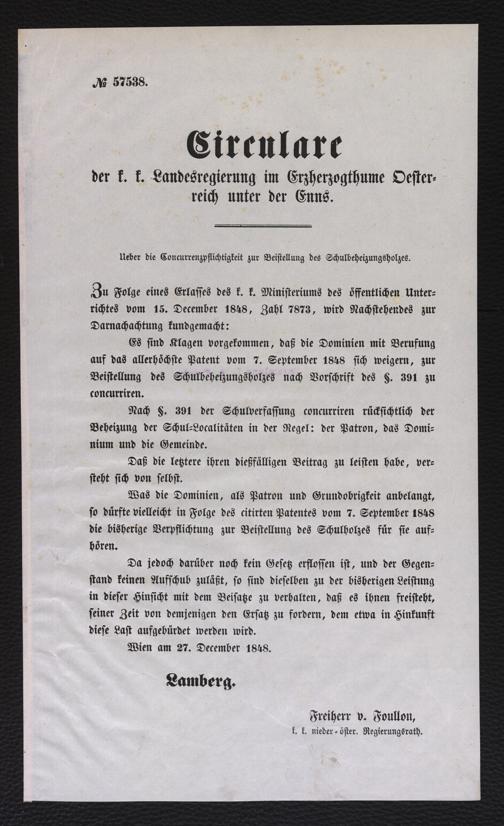 № 57538.
Circulare
der k. k. Landesregierung im Erzherzogthume Oester-
reich unter der Enns.
Ueber die Concurrenzpflichtigkeit zur Beistellung des Schulbeheizungsholzes.
Zu Folge eines Erlasses des k. k. Ministeriums des öffentlichen Unter-
richtes vom 15. December 1848, Zahl 7873, wird Nachstehendes zur
Darnachachtung kundgemacht:
Es sind Klagen vorgekommen, daß die Dominien mit Berufung
auf das allerhöchste Patent vom 7. September 1848 sich weigern, zur
Beistellung des Schulbeheizungsholzes nach Vorschrift des §. 391 zu
concurriren.
Nach §. 391 der Schulverfassung concurriren rücksichtlich der
Beheizung der Schul-Localitäten in der Regel: der Patron, das Domi-
nium und die Gemeinde.
Daß die letztere ihren dießfälligen Beitrag zu leisten habe, ver-
steht sich von selbst.
Was die Dominien, als Patron und Grundobrigkeit anbelangt,
so dürfte vielleicht in Folge des citirten Patentes vom 7. September 1848
die bisherige Verpflichtung zur Beistellung des Schulholzes für sie auf-
hören.
Da jedoch darüber noch kein Gesetz erflossen ist, und der Gegen-
stand keinen Aufschub zuläßt, so sind dieselben zu der bisherigen Leistung
in dieser Hinsicht mit dem Beisatze zu verhalten, daß es ihnen freisteht,
seiner Zeit von demjenigen den Ersatz zu fordern, dem etwa in Hinkunft
diese Last aufgebürdet werden wird.
Wien am 27. December 1848.
Lamberg.
Freiherr v. Foullon,
k. k. nieder-öster. Regierungsrath.